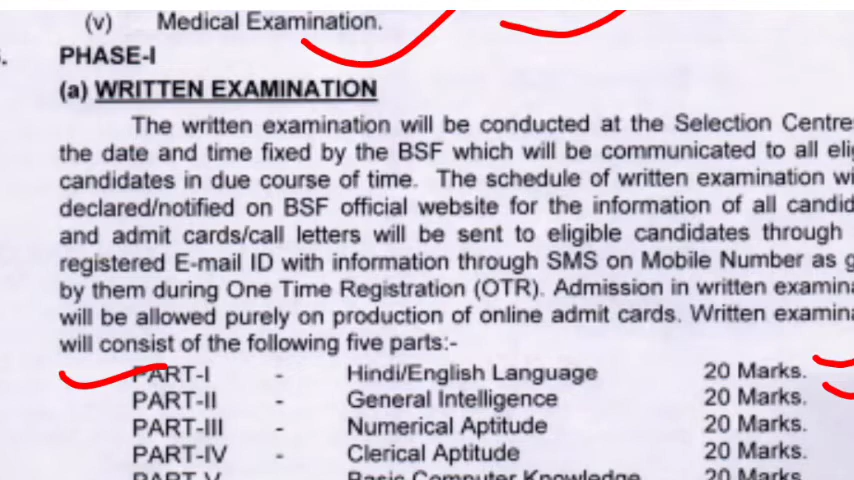 (v) Medical Examination.
PHASE-I
(a) WRITTEN EXAMINATION
The written examination will be conducted at the Selection Centre
the date and time fixed by the BSF which will be communicated to all eli
candidates in due course of time. The schedule of written examination wi
declared/notified on BSF official website for the information of all candid
and admit cards/call letters will be sent to eligible candidates through
registered E-mail ID with information through SMS on Mobile Number as g
by them during One Time Registration (OTR). Admission in written examina
will be allowed purely on production of online admit cards. Written examina
will consist of the following five parts:-
PART-I - Hindi/English Language 20 Marks.
PART-II - General Intelligence 20 Marks.
PART-III - Numerical Aptitude 20 Marks.
PART-IV - Clerical Aptitude 20 Marks.
PART-V Basic Computer Knowledge 20 Marks